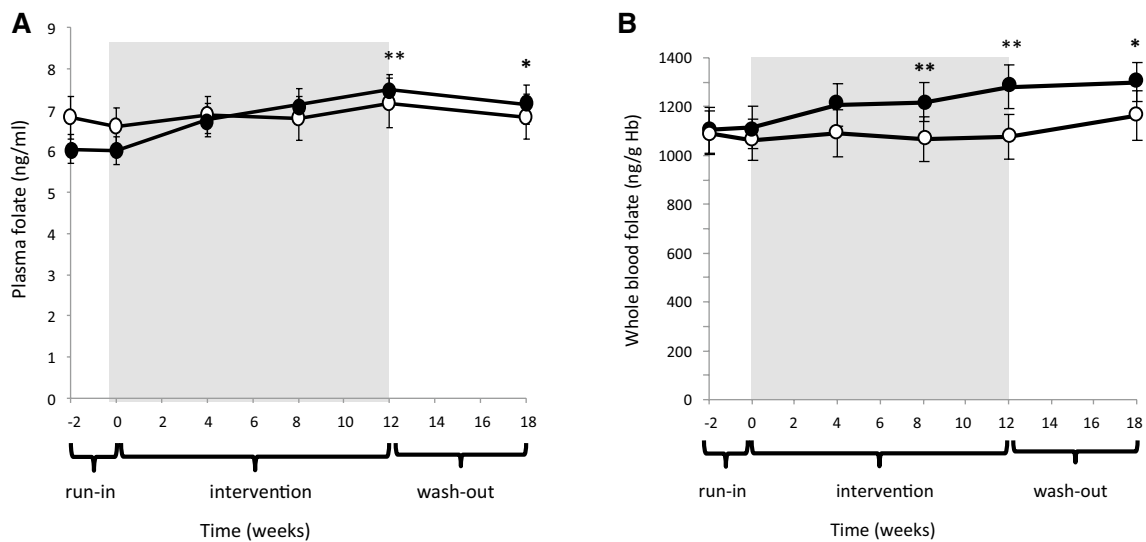 A
9
8
7
6
5
4
3
2
1
0
Plasma folate (ng/ml)
** *
-2 0 2 4 6 8 10 12 14 16 18
run-in intervention wash-out
Time (weeks)
B
1400
1200
1000
800
600
400
200
0
Whole blood folate (ng/g Hb)
** ** *
-2 0 2 4 6 8 10 12 14 16 18
run-in intervention wash-out
Time (weeks)